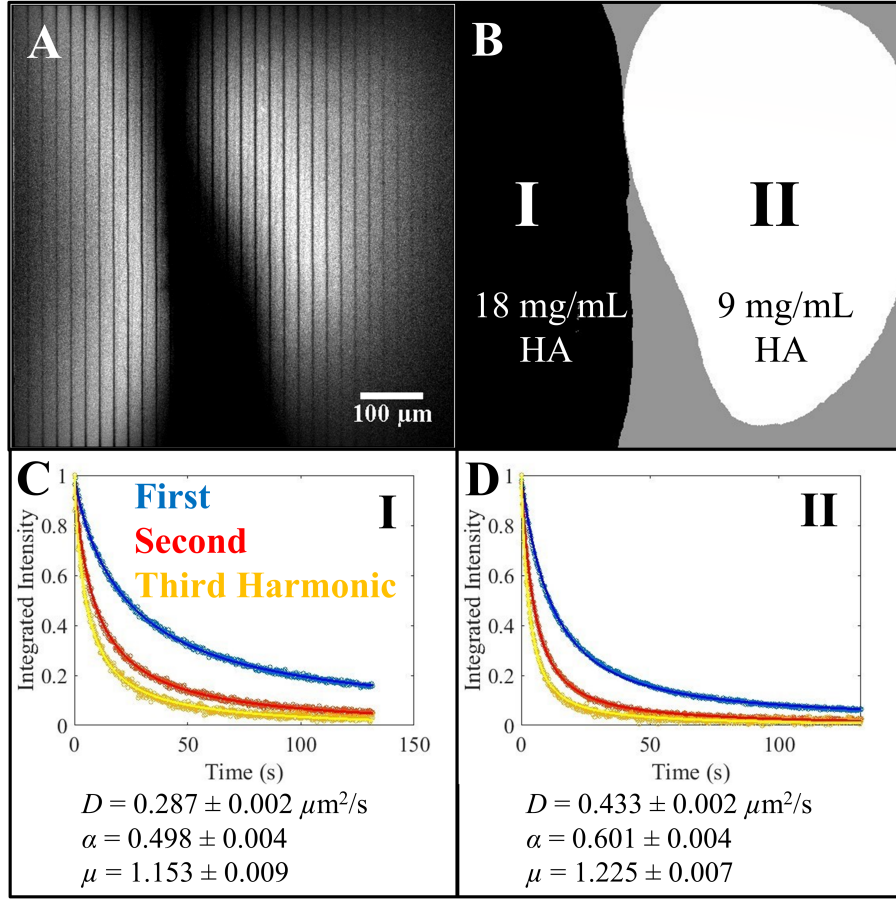 A
100 μm
B
I
II
18 mg/mL
HA
9 mg/mL
HA
C
First
Second
Third Harmonic
I
Integrated Intensity
1
0.8
0.6
0.4
0.2
0
0 50 100 150
Time (s)
D = 0.287 ± 0.002 μm²/s
α = 0.498 ± 0.004
μ = 1.153 ± 0.009
D
II
Integrated Intensity
1
0.8
0.6
0.4
0.2
0
0 50 100
Time (s)
D = 0.433 ± 0.002 μm²/s
α = 0.601 ± 0.004
μ = 1.225 ± 0.007